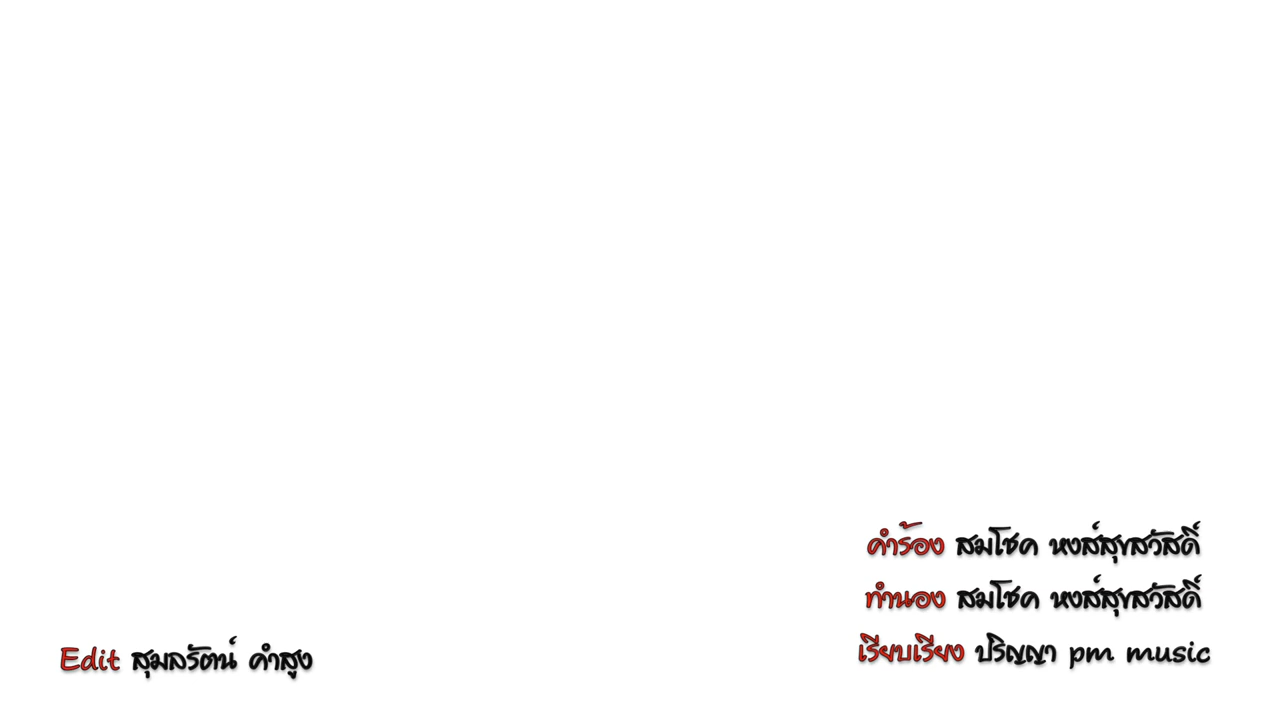 คำร้อง สมโชค หงส์สุขสวัสดิ์
ทำนอง สมโชค หงส์สุขสวัสดิ์
เรียบเรียง ปริญญา pm music
Edit สุมลรัตน์ คำสูง